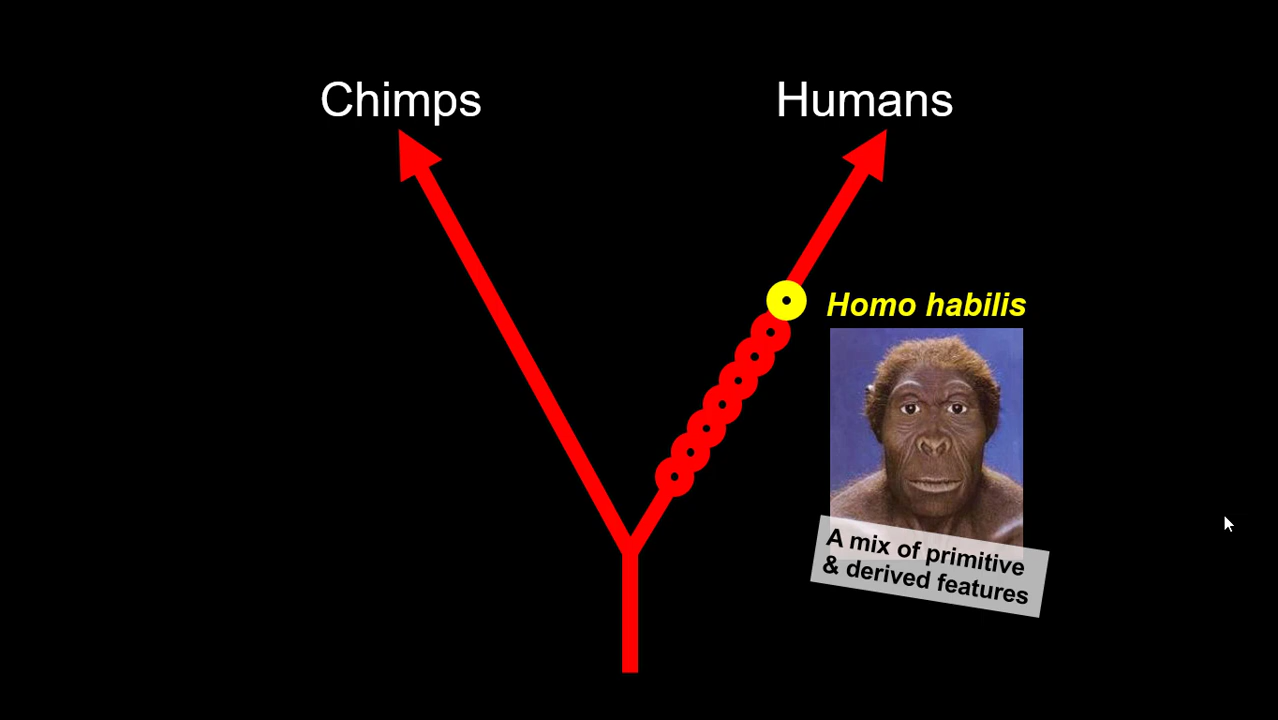 Chimps
Humans
Homo habilis
A mix of primitive
& derived features